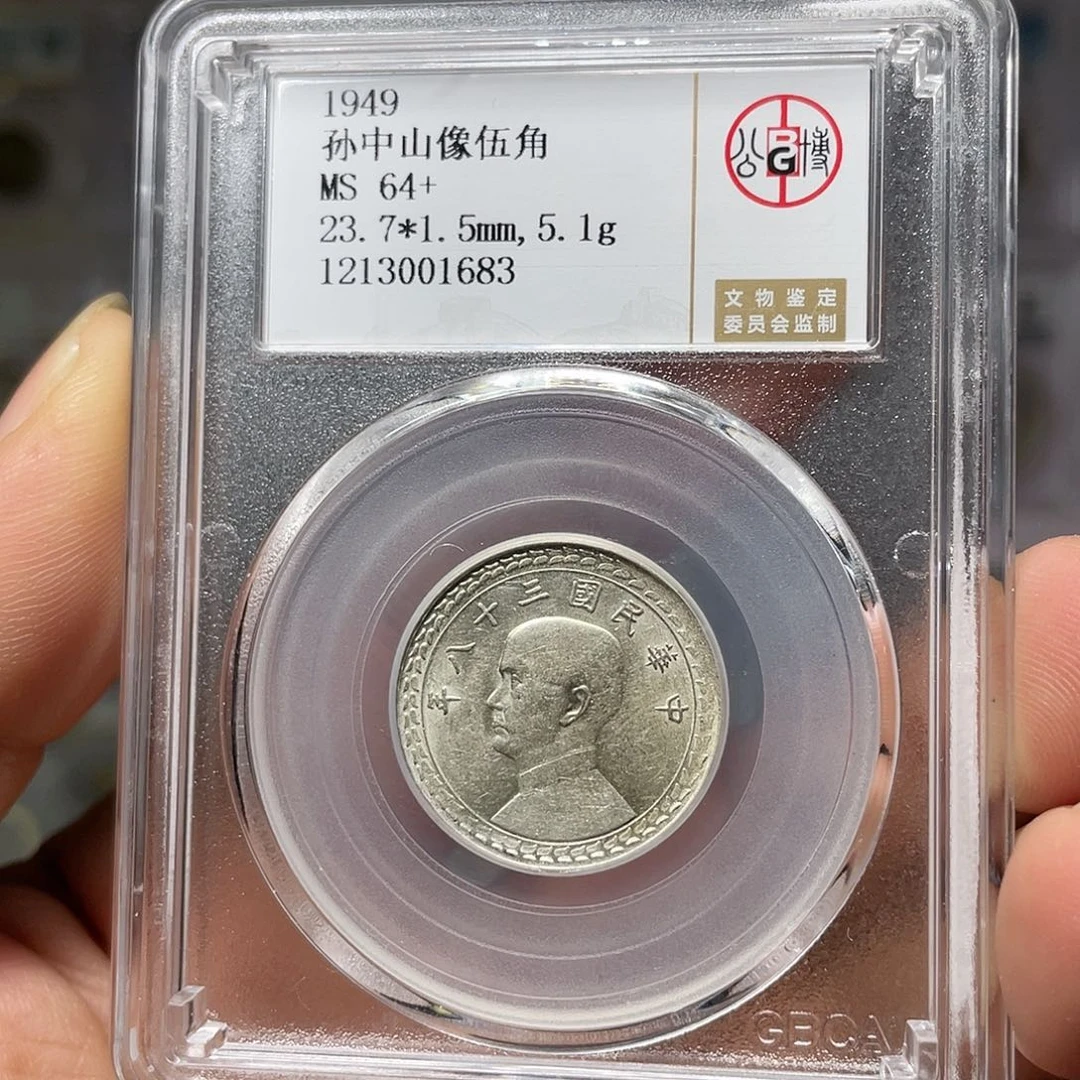 1949
孙中山像伍角
MS 64+
23.7*1.5mm,5.1g
1213001683
公博
BG
文物鉴定
委员会监制
中華民國三十八年
GBCA